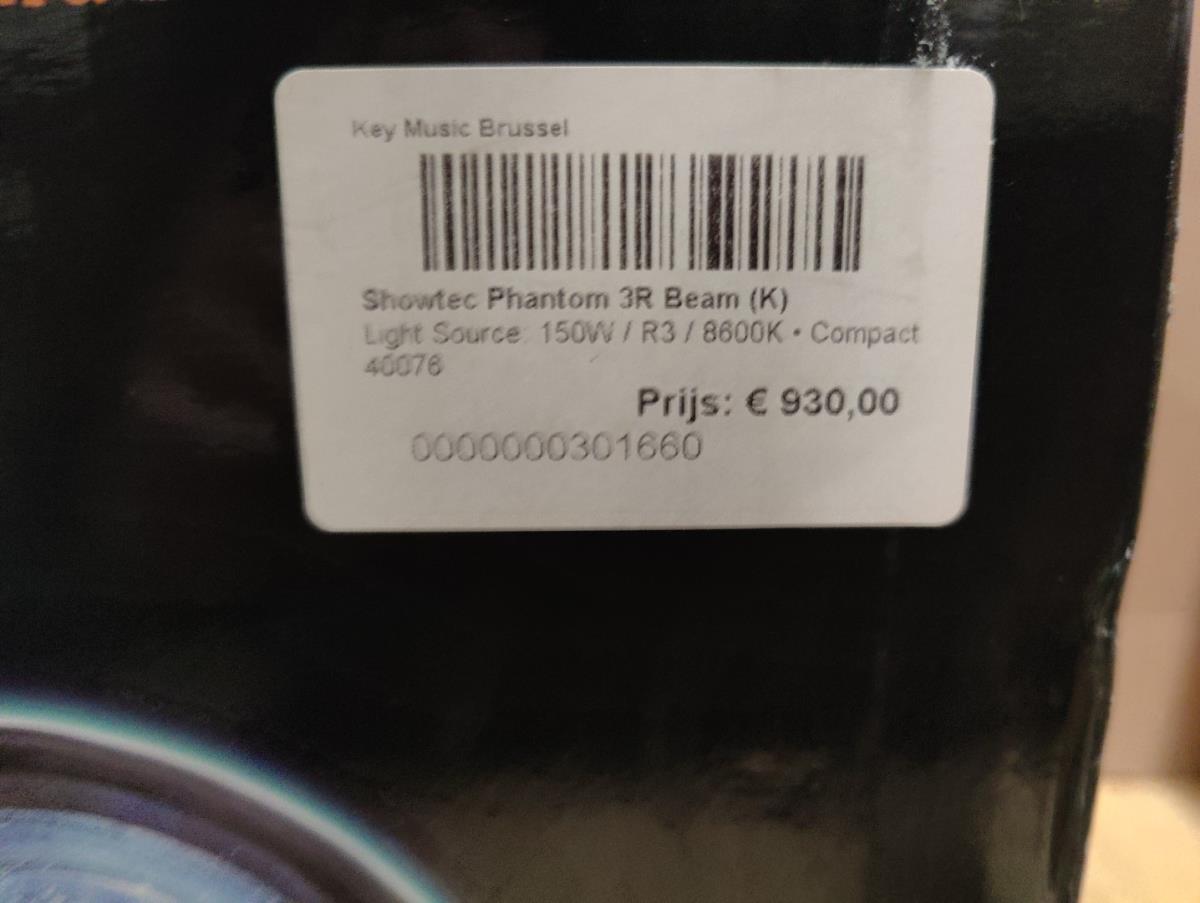 Key Music Brussel
Showtec Phantom 3R Beam (K)
Light Source: 150W / R3 / 8600K • Compact
40076
Prijs: € 930,00
0000000301660